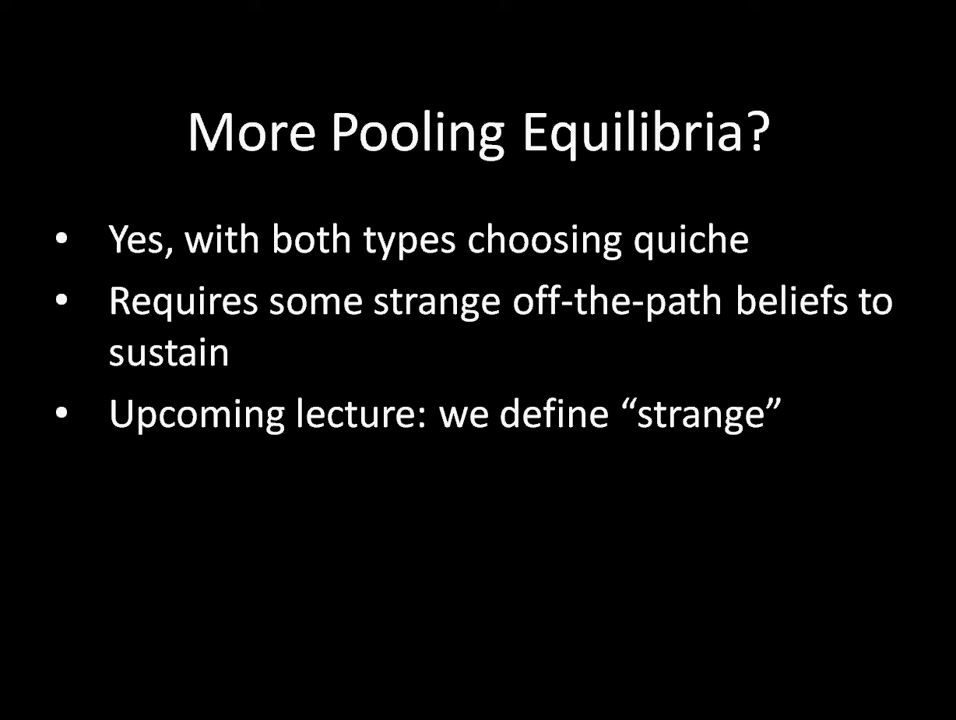 More Pooling Equilibria?
• Yes, with both types choosing quiche
• Requires some strange off-the-path beliefs to
sustain
• Upcoming lecture: we define “strange”